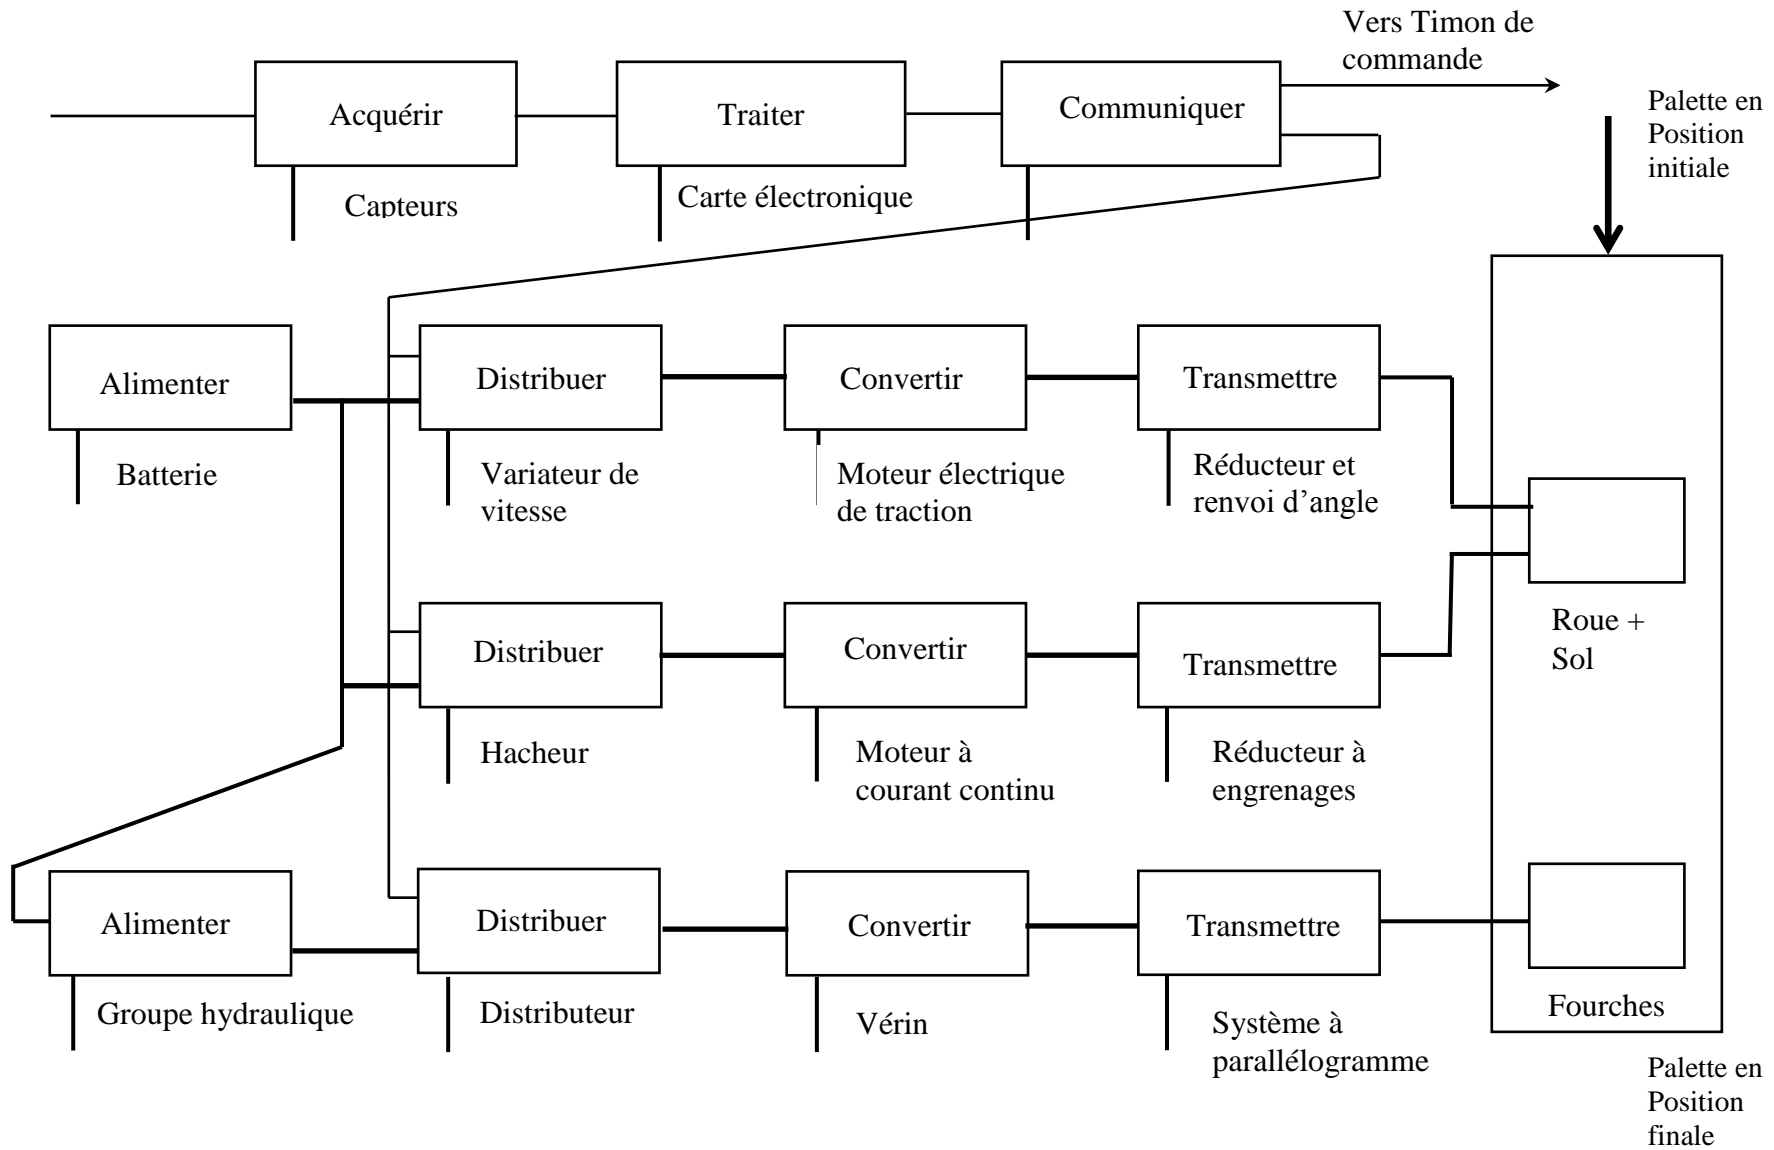 Vers Timon de
commande
Acquérir
Traiter
Communiquer
Palette en
Position
initiale
Capteurs
Carte électronique
Alimenter
Distribuer
Convertir
Transmettre
Batterie
Variateur de
vitesse
Moteur électrique
de traction
Réducteur et
renvoi d’angle
Roue +
Sol
Distribuer
Convertir
Transmettre
Hacheur
Moteur à
courant continu
Réducteur à
engrenages
Alimenter
Distribuer
Convertir
Transmettre
Groupe hydraulique
Distributeur
Vérin
Système à
parallélogramme
Fourches
Palette en
Position
finale